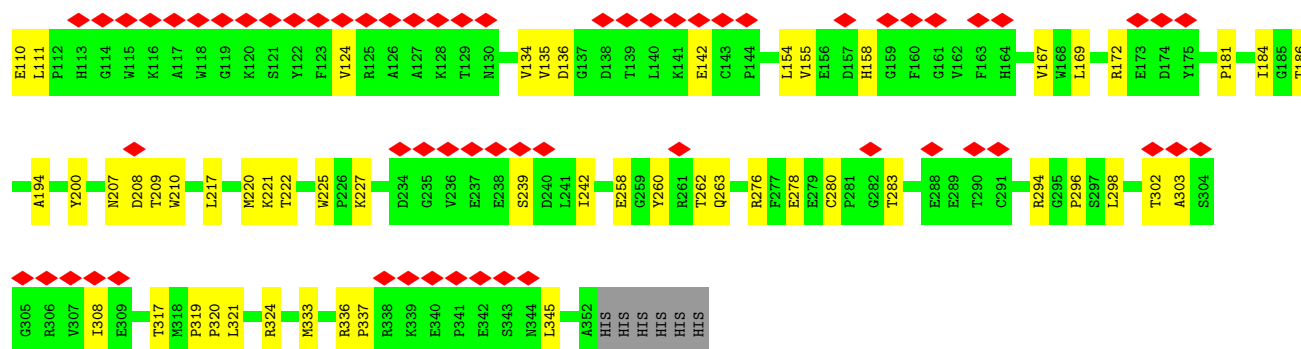 E110 L111 P112 H113 G114 W115 K116 A117 W118 G119 K120 S121 Y122 F123 V124 R125 A126 A127 K128 T129 N130 V134 V135 D136 G137 D138 T139 L140 K141 E142 C143 P144 L154 V155 E156 D157 H158 G159 F160 G161 V162 F163 H164 V167 W168 L169 R172 E173 D174 Y175 P181 I184 G185 T186
A194 Y200 N207 D208 T209 W210 L217 M220 K221 T222 W225 P226 K227 D234 G235 V236 E237 E238 S239 D240 L241 I242 E258 G259 Y260 R261 T262 Q263 R276 F277 E278 E279 C280 P281 G282 T283 E288 E289 T290 C291 R294 G295 P296 S297 L298 T302 A303 S304
G305 R306 V307 I308 E309 T317 M318 P319 P320 L321 R324 M333 R336 P337 R338 K339 E340 P341 E342 S343 N344 L345 A352 HIS HIS HIS HIS HIS HIS